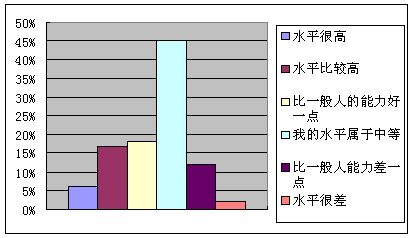 50%
45%
40%
35%
30%
25%
20%
15%
10%
5%
0%
水平很高
水平比较高
比一般人的能力好
一点
我的水平属于中等
比一般人能力差一
点
水平很差